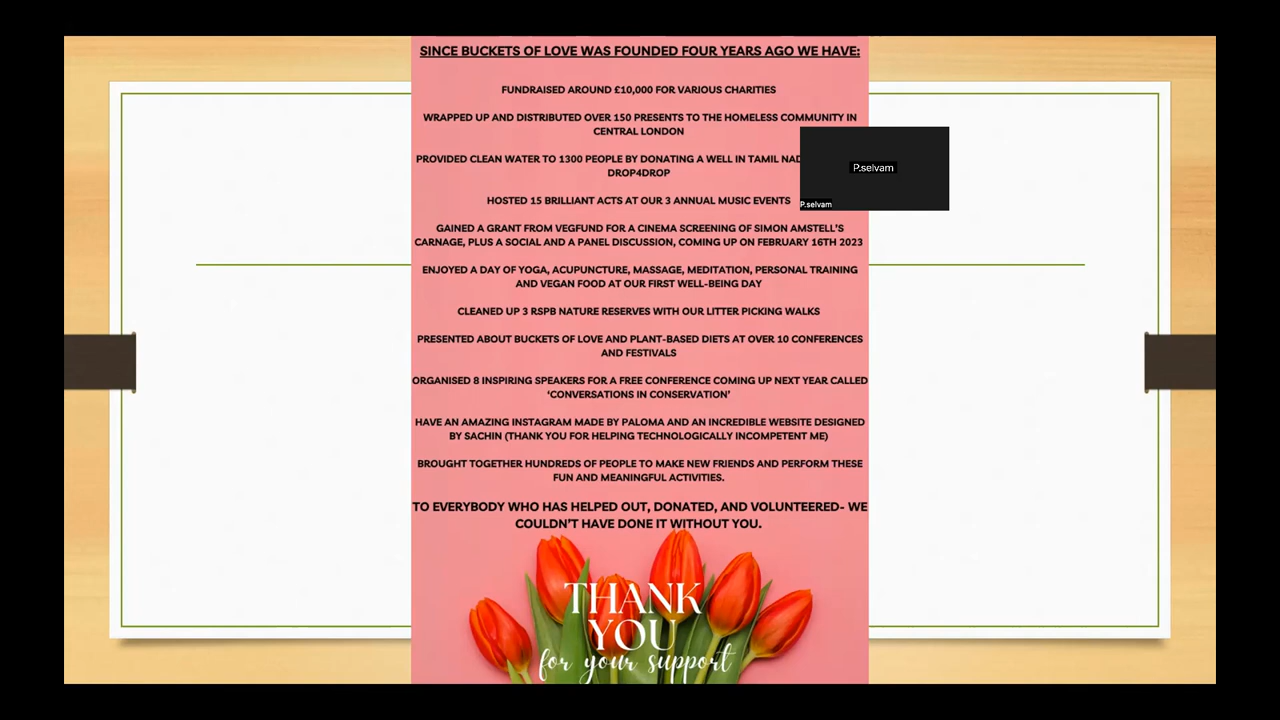 SINCE BUCKETS OF LOVE WAS FOUNDED FOUR YEARS AGO WE HAVE:
FUNDRAISED AROUND £10,000 FOR VARIOUS CHARITIES
WRAPPED UP AND DISTRIBUTED OVER 150 PRESENTS TO THE HOMELESS COMMUNITY IN
CENTRAL LONDON
PROVIDED CLEAN WATER TO 1300 PEOPLE BY DONATING A WELL IN TAMIL
DROP4DROP
P.selvam
P.selvam
HOSTED 15 BRILLIANT ACTS AT OUR 3 ANNUAL MUSIC EVENTS
GAINED A GRANT FROM VEGFUND FOR A CINEMA SCREENING OF SIMON AMSTELL'S
CARNAGE, PLUS A SOCIAL AND A PANEL DISCUSSION, COMING UP ON FEBRUARY 16TH 2023
ENJOYED A DAY OF YOGA, ACUPUNCTURE, MASSAGE, MEDITATION, PERSONAL TRAINING
AND VEGAN FOOD AT OUR FIRST WELL-BEING DAY
CLEANED UP 3 RSPB NATURE RESERVES WITH OUR LITTER PICKING WALKS
PRESENTED ABOUT BUCKETS OF LOVE AND PLANT-BASED DIETS AT OVER 10 CONFERENCES
AND FESTIVALS
ORGANISED 8 INSPIRING SPEAKERS FOR A FREE CONFERENCE COMING UP NEXT YEAR CALLED
'CONVERSATIONS IN CONSERVATION'
HAVE AN AMAZING INSTAGRAM MADE BY PALOMA AND AN INCREDIBLE WEBSITE DESIGNED
BY SACHIN (THANK YOU FOR HELPING TECHNOLOGICALLY INCOMPETENT ME)
BROUGHT TOGETHER HUNDREDS OF PEOPLE TO MAKE NEW FRIENDS AND PERFORM THESE
FUN AND MEANINGFUL ACTIVITIES.
TO EVERYBODY WHO HAS HELPED OUT, DONATED, AND VOLUNTEERED- WE
COULDN'T HAVE DONE IT WITHOUT YOU.
THANK
YOU
for your support